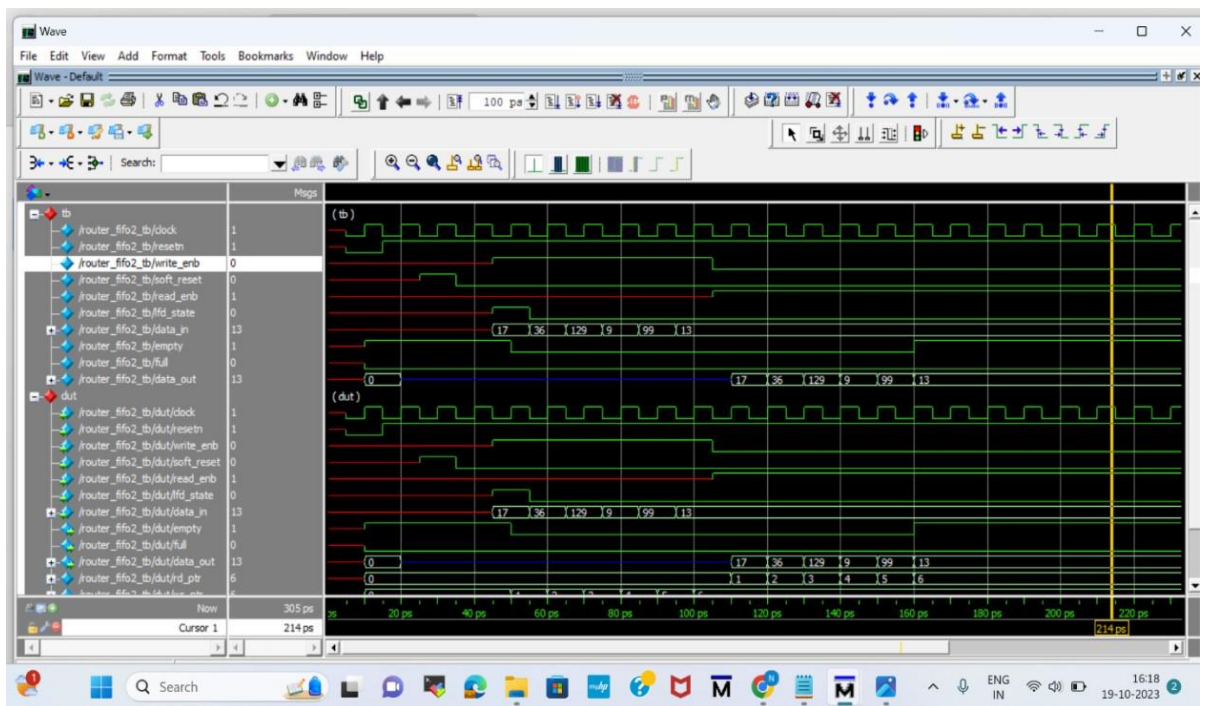 Wave
File Edit View Add Format Tools Bookmarks Window Help
Wave - Default
100 ps
Search:
Msgs
tb
(tb)
/router_fifo2_tb/clock 1
/router_fifo2_tb/resetn 1
/router_fifo2_tb/write_enb 0
/router_fifo2_tb/soft_reset 0
/router_fifo2_tb/read_enb 1
/router_fifo2_tb/lfd_state 0
/router_fifo2_tb/data_in 13 17 36 129 9 99 13
/router_fifo2_tb/empty 1
/router_fifo2_tb/full 0
/router_fifo2_tb/data_out 13 0 17 36 129 9 99 13
dut
(dut)
/router_fifo2_tb/dut/clock 1
/router_fifo2_tb/dut/resetn 1
/router_fifo2_tb/dut/write_enb 0
/router_fifo2_tb/dut/soft_reset 0
/router_fifo2_tb/dut/read_enb 1
/router_fifo2_tb/dut/lfd_state 0
/router_fifo2_tb/dut/data_in 13 17 36 129 9 99 13
/router_fifo2_tb/dut/empty 1
/router_fifo2_tb/dut/full 0
/router_fifo2_tb/dut/data_out 13 0 17 36 129 9 99 13
/router_fifo2_tb/dut/rd_ptr 6 0 1 2 3 4 5 6
Now 305 ps ps 20 ps 40 ps 60 ps 80 ps 100 ps 120 ps 140 ps 160 ps 180 ps 200 ps 220 ps
Cursor 1 214 ps 214 ps
Search ENG 16:18
IN 19-10-2023 2